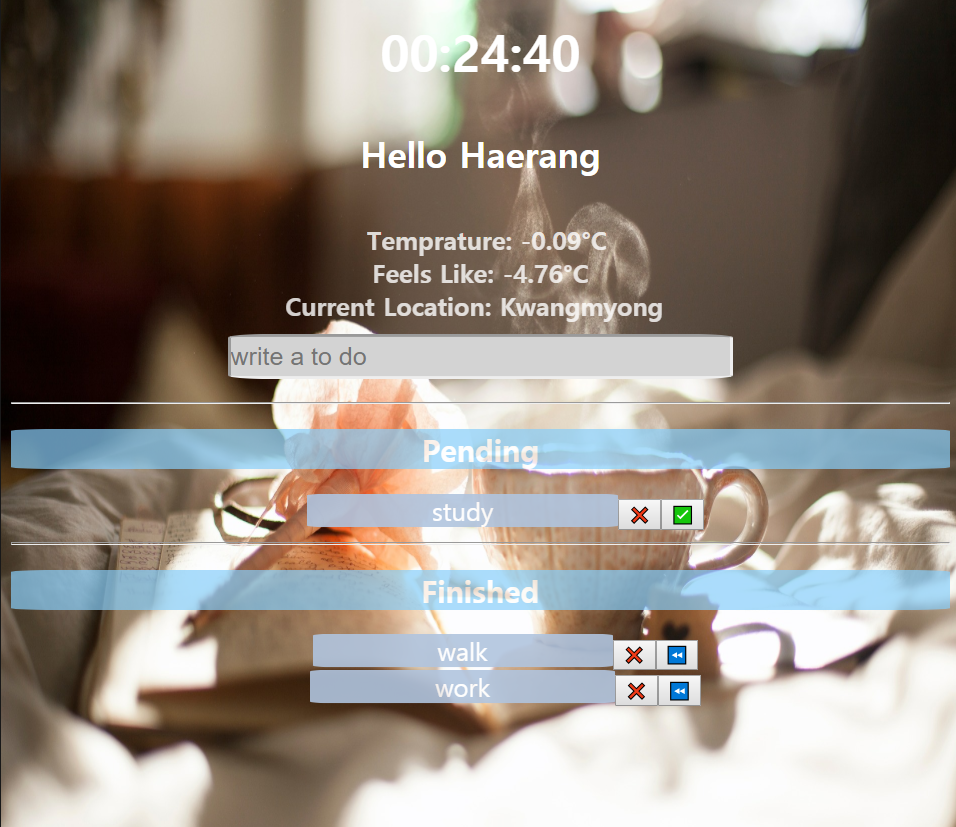 00:24:40
Hello Haerang
Temprature: -0.09°C
Feels Like: -4.76°C
Current Location: Kwangmyong
write a to do
Pending
study
Finished
walk
work